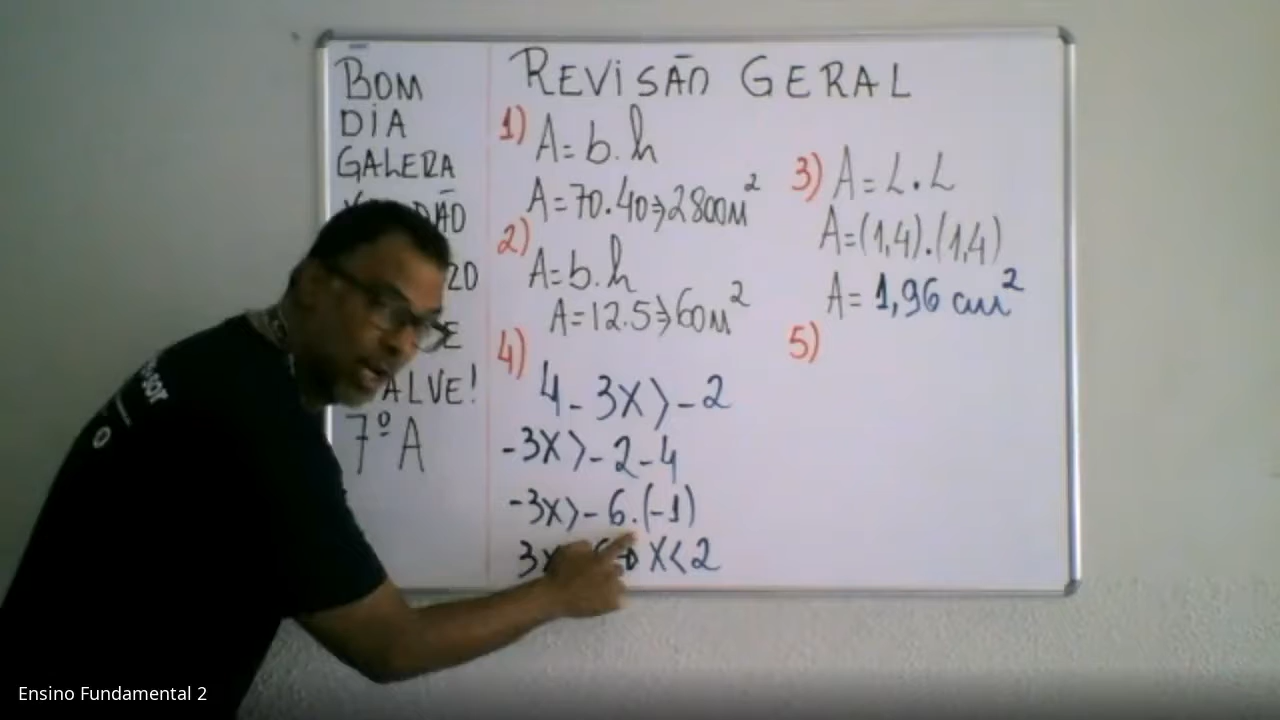 BOM
DIA
GALERA
ALVE!
7º A
REVISÃO GERAL
1) A = b . h
A = 70 . 40 ⇒ 2800 m²
2)
A = b . h
A = 12 . 5 ⇒ 60 m²
4)
4 - 3X > - 2
- 3X > - 2 - 4
- 3X > - 6 . (-1)
X < 2
3) A = L . L
A = (1,4) . (1,4)
A = 1,96 cm²
5)
Ensino Fundamental 2